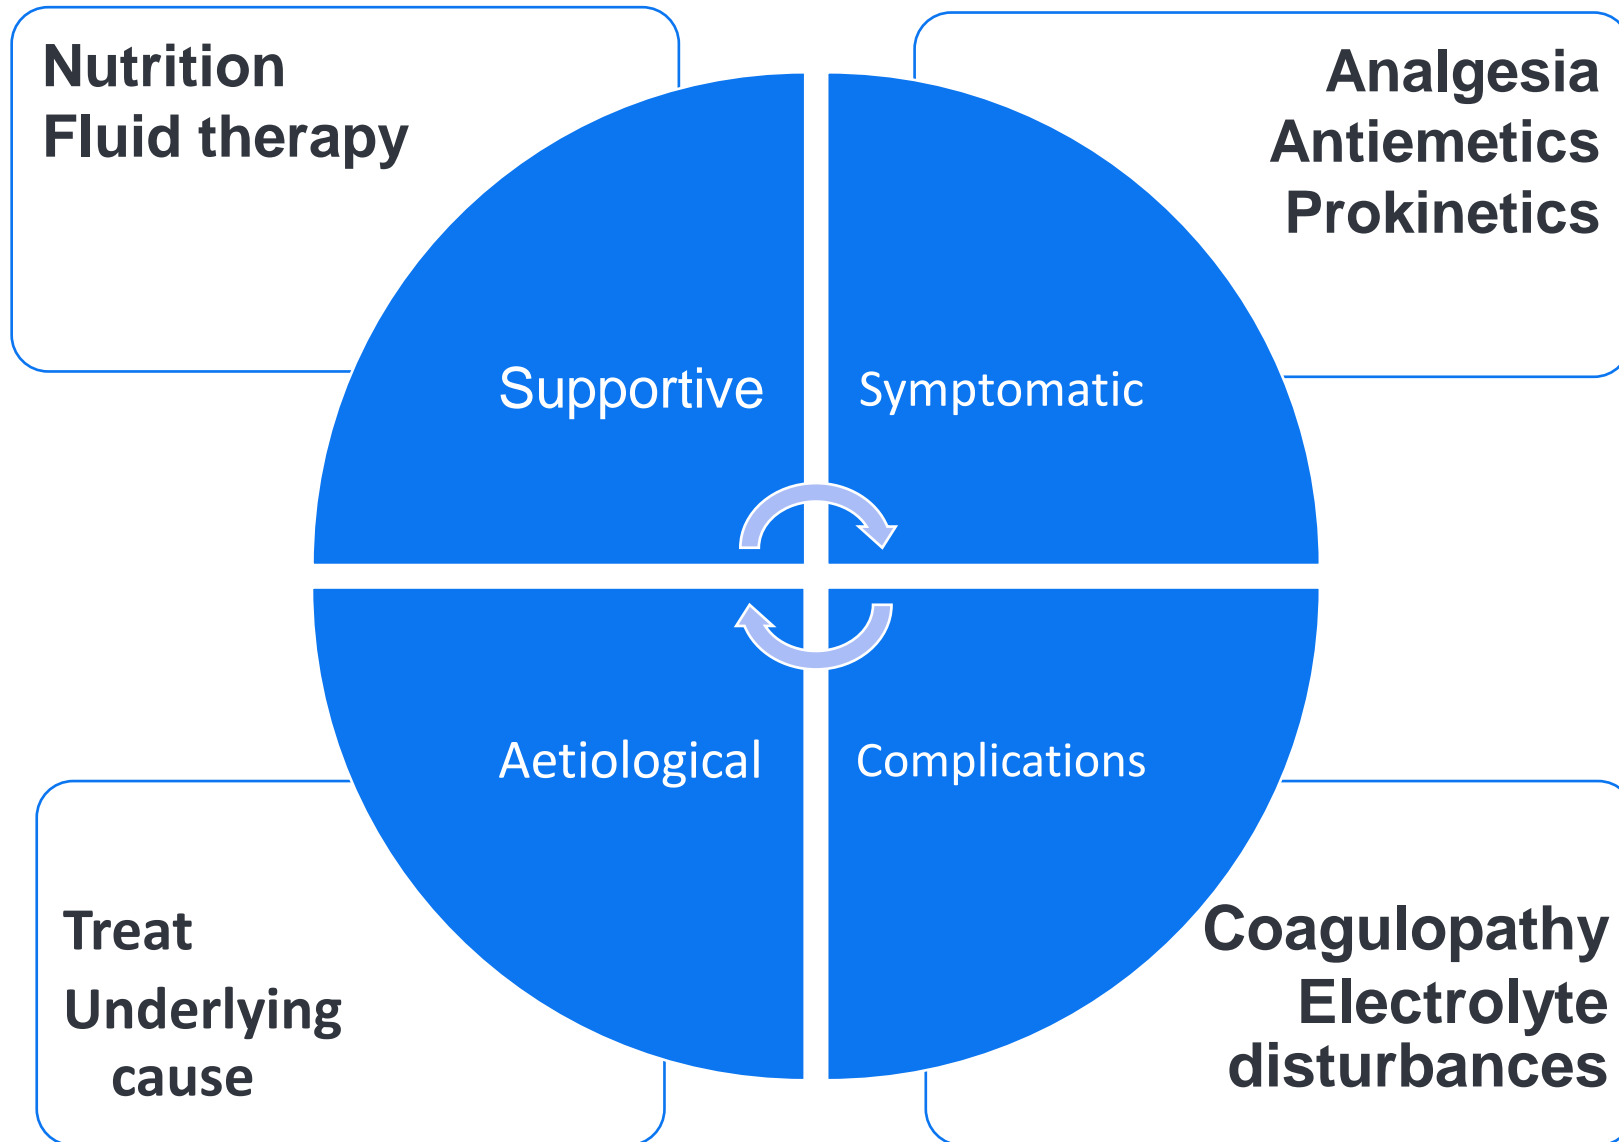 Nutrition
Fluid therapy
Analgesia
Antiemetics
Prokinetics
Supportive
Symptomatic
Aetiological
Complications
Treat
Underlying
cause
Coagulopathy
Electrolyte
disturbances